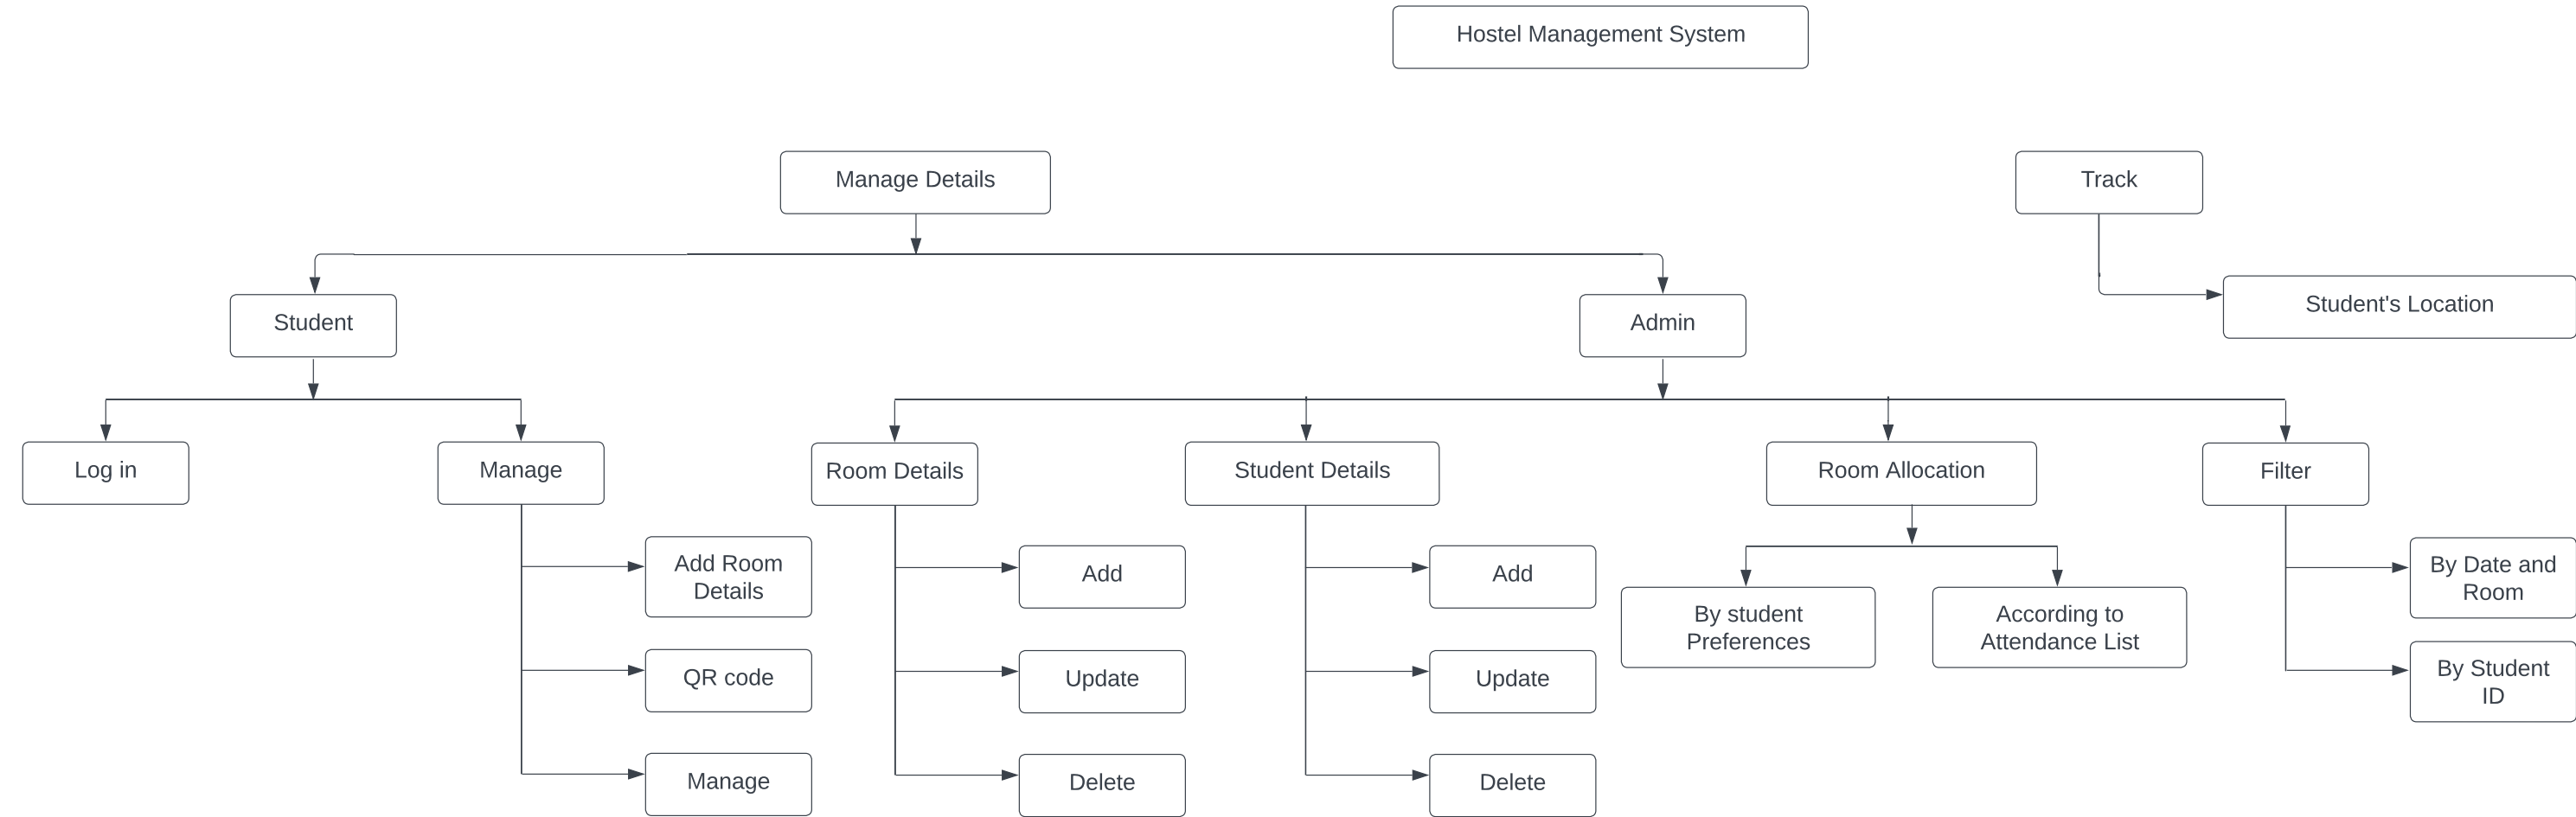 Hostel Management System
Manage Details
Track
Student
Admin
Student's Location
Log in
Manage
Room Details
Student Details
Room Allocation
Filter
Add Room
Details
QR code
Manage
Add
Update
Delete
Add
Update
Delete
By student
Preferences
According to
Attendance List
By Date and
Room
By Student
ID